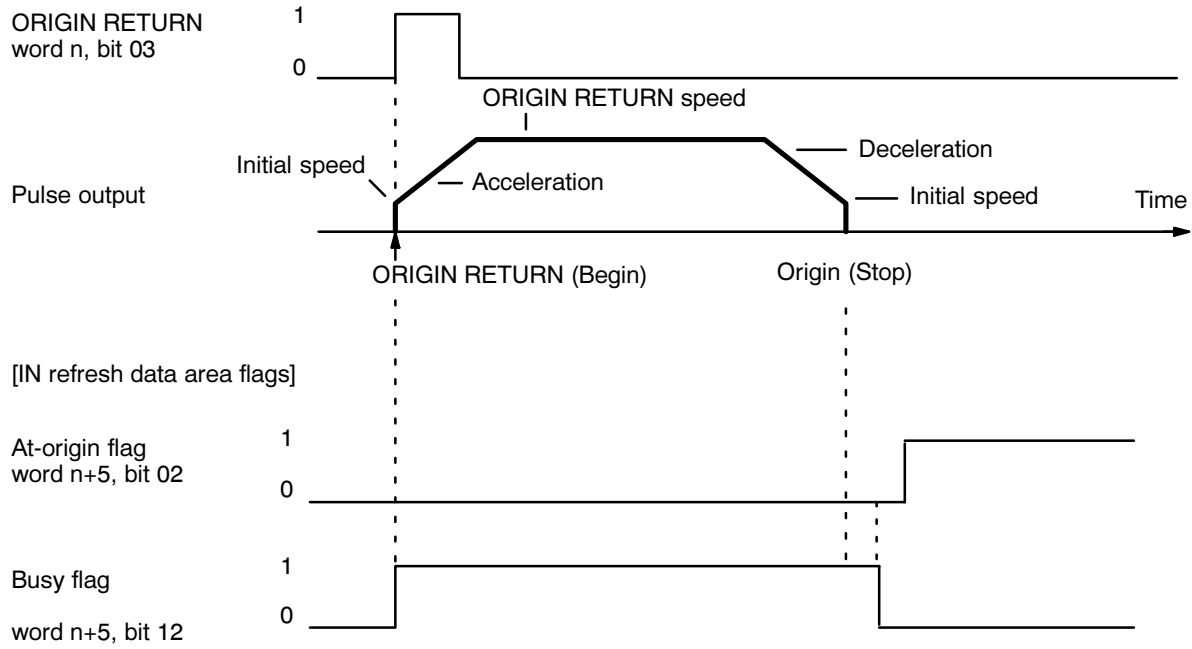 ORIGIN RETURN
word n, bit 03
1
0
ORIGIN RETURN speed
Initial speed
Acceleration
Deceleration
Initial speed
Pulse output
Time
ORIGIN RETURN (Begin)
Origin (Stop)
[IN refresh data area flags]
At-origin flag
word n+5, bit 02
1
0
Busy flag
word n+5, bit 12
1
0